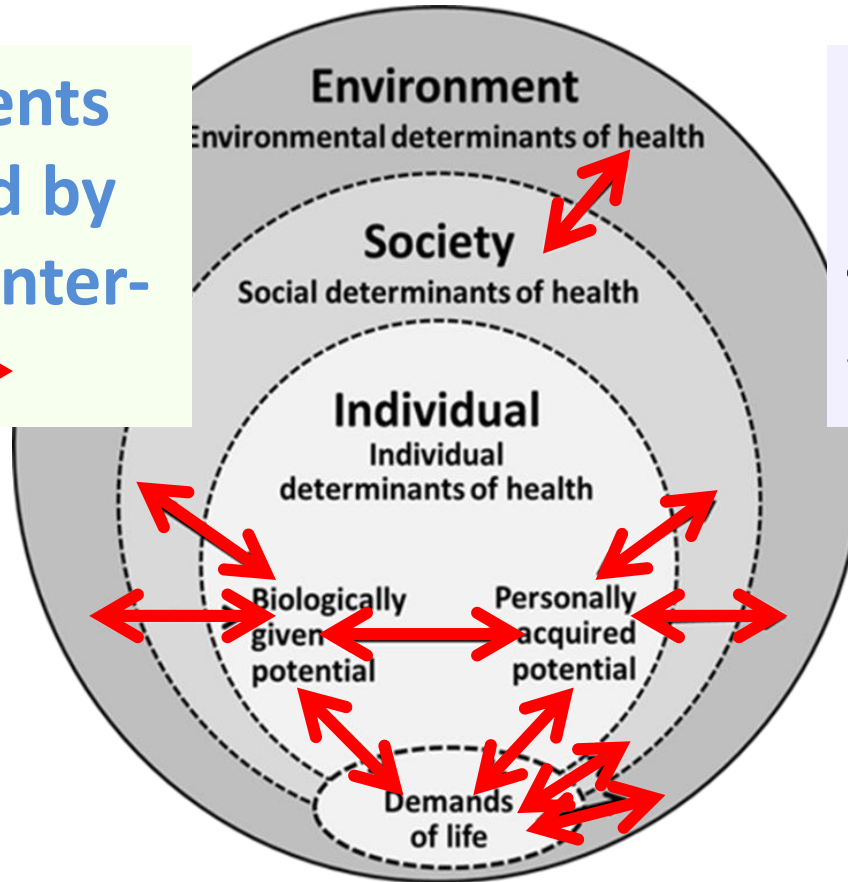 ents
d by
nter-
Environment
Environmental determinants of health
Society
Social determinants of health
Individual
Individual
determinants of health
Biologically
given
potential
Personally
acquired
potential
Demands
of life